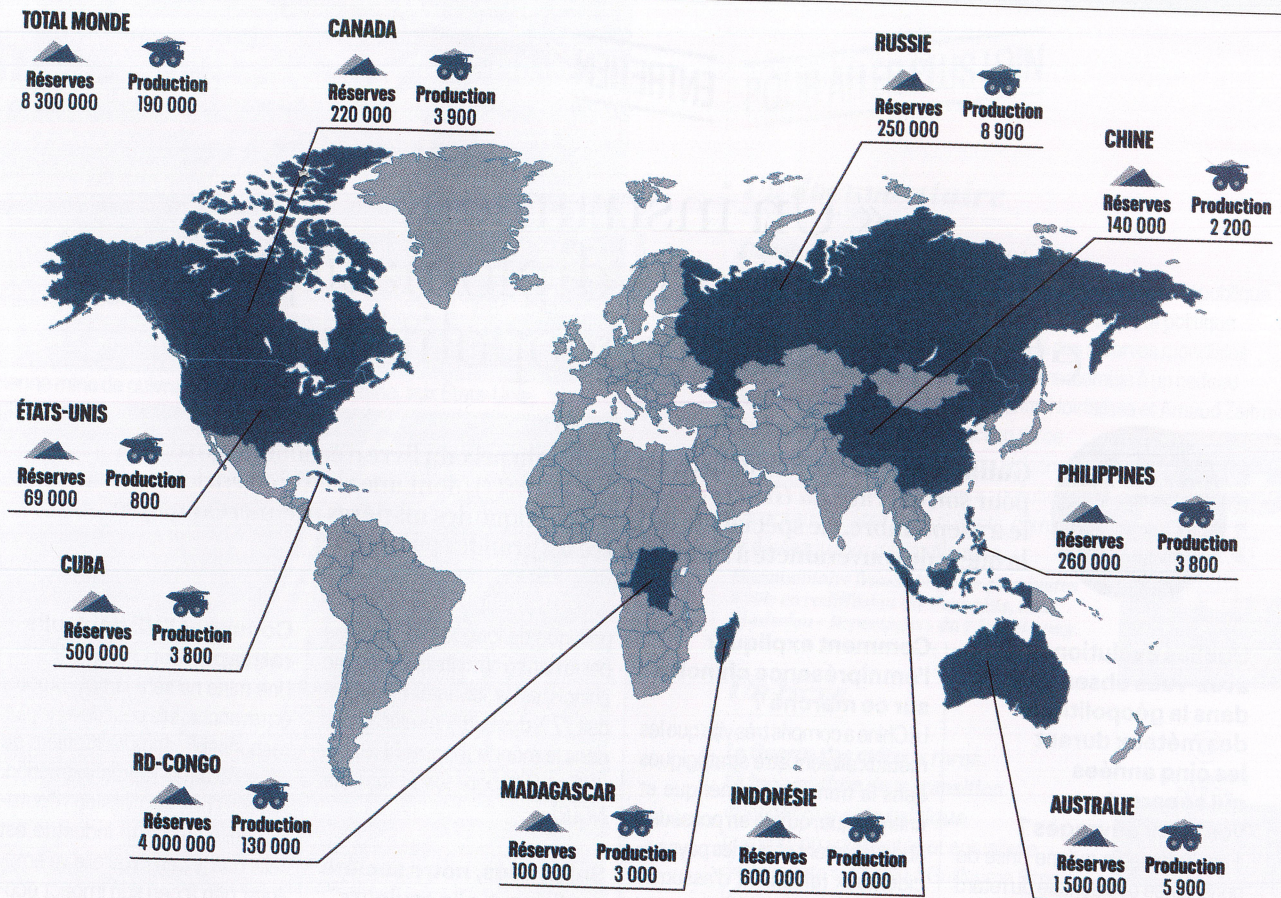 TOTAL MONDE
Réserves Production
8 300 000 190 000
CANADA
Réserves Production
220 000 3 900
RUSSIE
Réserves Production
250 000 8 900
CHINE
Réserves Production
140 000 2 200
ÉTATS-UNIS
Réserves Production
69 000 800
PHILIPPINES
Réserves Production
260 000 3 800
CUBA
Réserves Production
500 000 3 800
RD-CONGO
Réserves Production
4 000 000 130 000
MADAGASCAR
Réserves Production
100 000 3 000
INDONÉSIE
Réserves Production
600 000 10 000
AUSTRALIE
Réserves Production
1 500 000 5 900